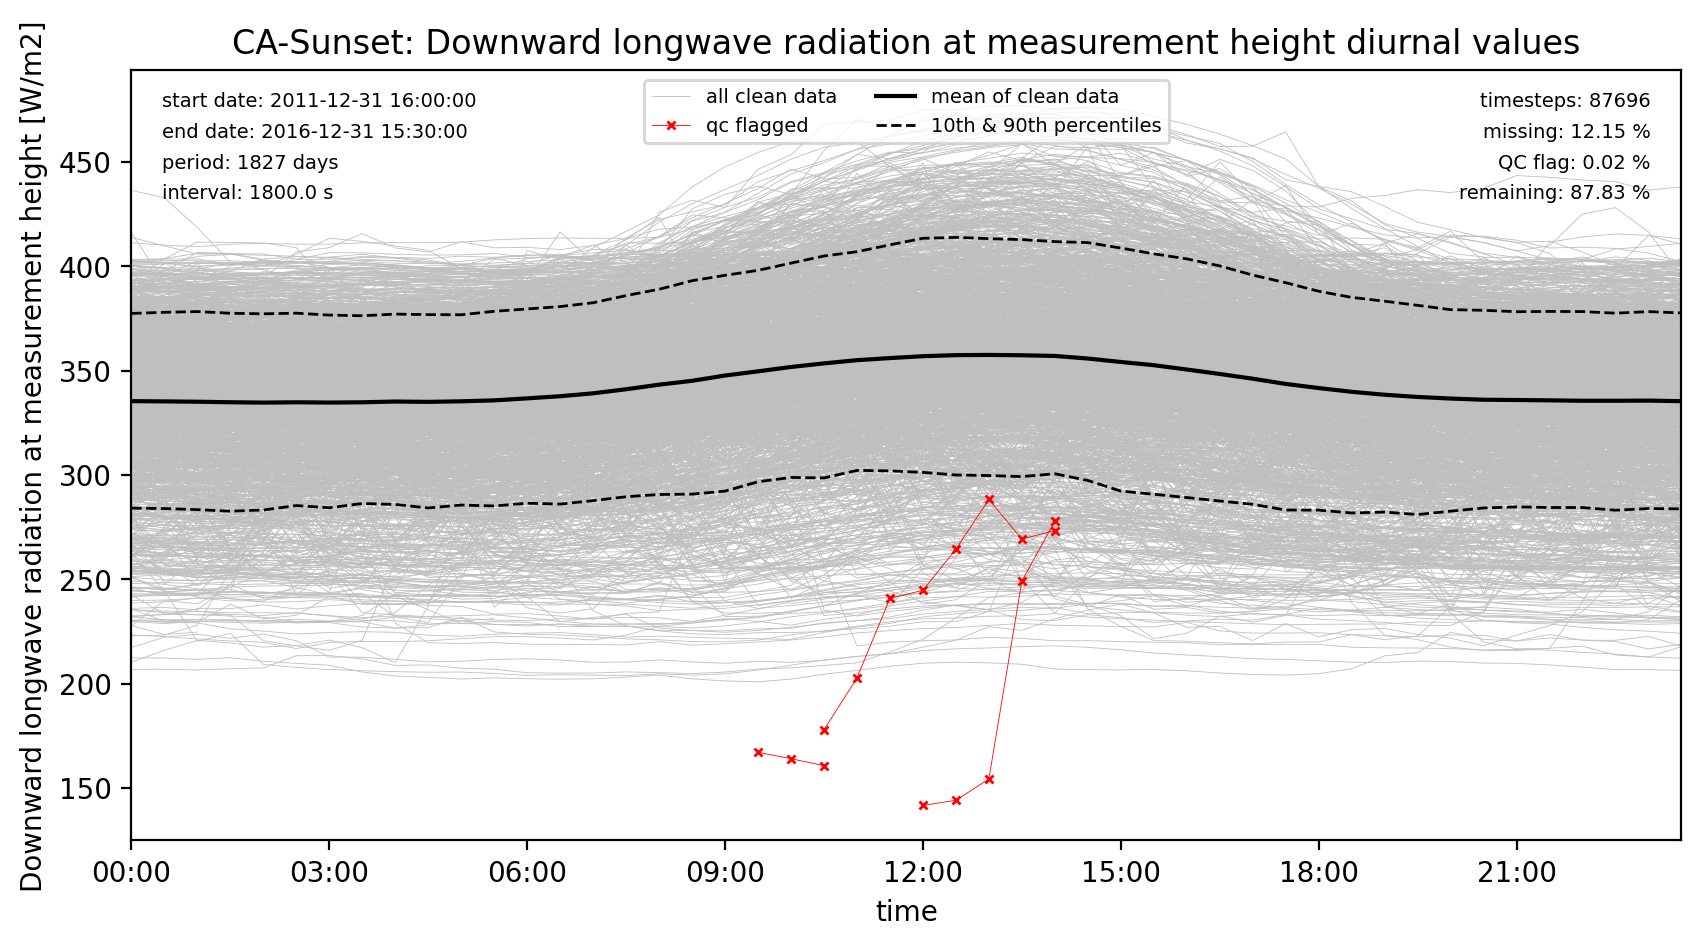 CA-Sunset: Downward longwave radiation at measurement height diurnal values
Downward longwave radiation at measurement height [W/m2]
start date: 2011-12-31 16:00:00
end date: 2016-12-31 15:30:00
period: 1827 days
interval: 1800.0 s
all clean data
qc flagged
mean of clean data
10th & 90th percentiles
timesteps: 87696
missing: 12.15 %
QC flag: 0.02 %
remaining: 87.83 %
450
400
350
300
250
200
150
00:00 03:00 06:00 09:00 12:00 15:00 18:00 21:00
time